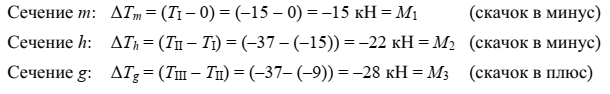 Сечение m: ΔTm = (TI – 0) = (–15 – 0) = –15 кН = M1 (скачок в минус)
Сечение h: ΔTh = (TII – TI) = (–37 – (–15)) = –22 кН = M2 (скачок в минус)
Сечение g: ΔTg = (TIII – TII) = (–37– (–9)) = –28 кН = M3 (скачок в плюс)